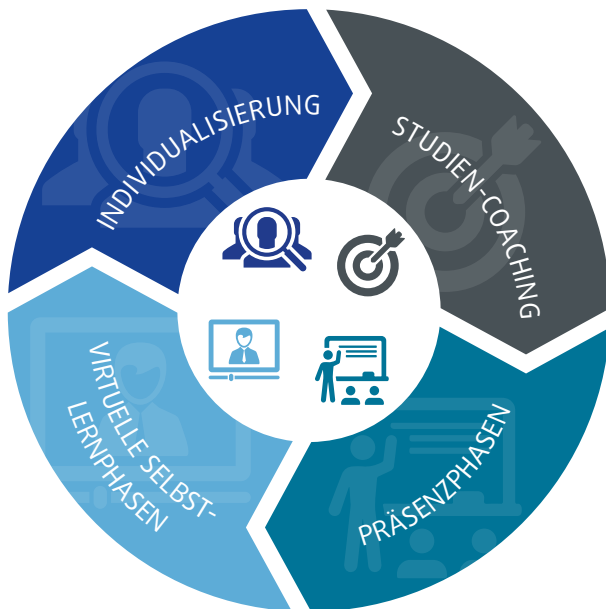 INDIVIDUALISIERUNG
STUDIEN-COACHING
PRÄSENZPHASEN
VIRTUELLE SELBST-
LERNPHASEN